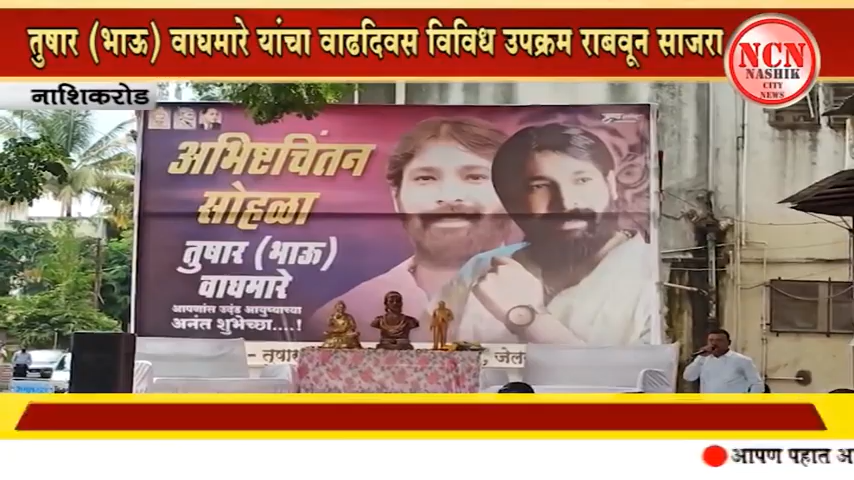 तुषार (भाऊ) वाघमारे यांचा वाढदिवस विविध उपक्रम राबवून साजरा
NCN
NASHIK
CITY NEWS
NEWS
नाशिकरोड
अभिष्टचिंतन
सोहळा
तुषार (भाऊ)
वाघमारे
आपणांस उदंड आयुष्याच्या
अनंत शुभेच्छा....!
- तुषा
, जेल
आपण पहात अ